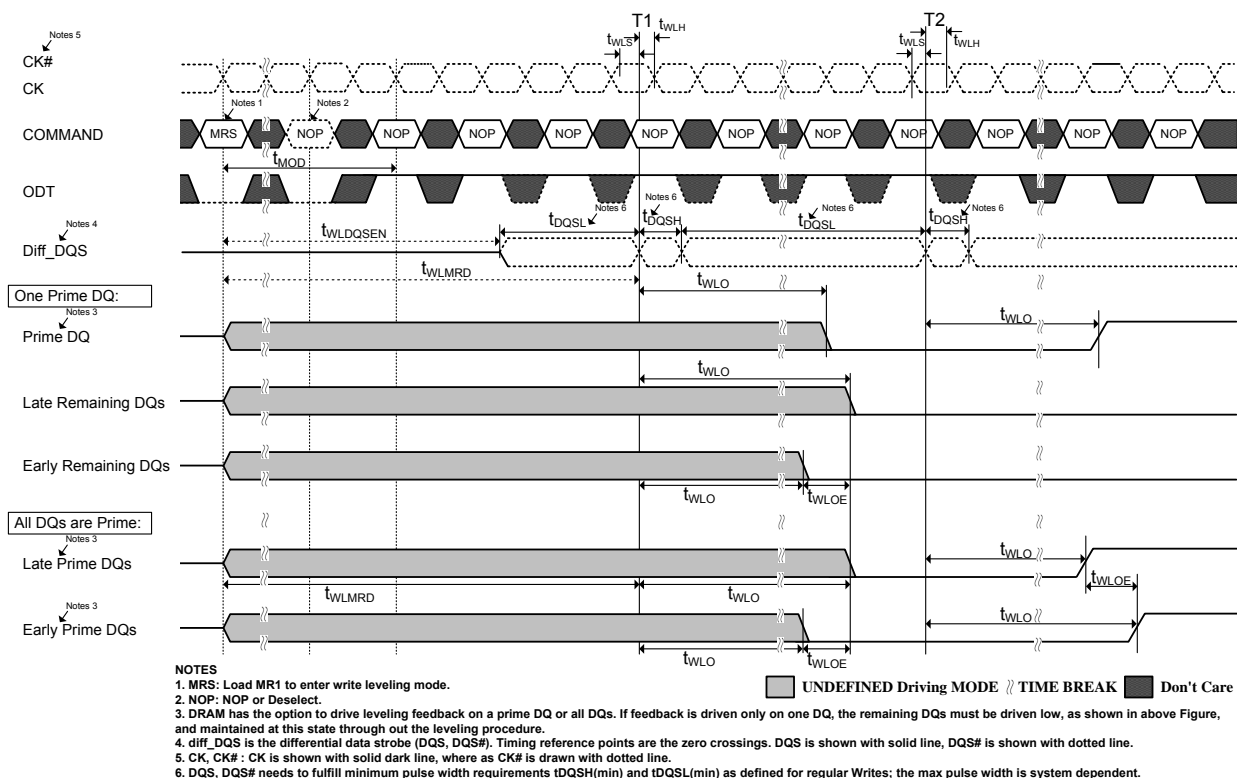 T1
T2
tWLS
tWLH
tWLS
tWLH
Notes 5
CK#
CK
Notes 1
Notes 2
COMMAND
MRS
NOP
NOP
NOP
NOP
NOP
NOP
NOP
NOP
NOP
NOP
NOP
tMOD
ODT
Notes 6
Notes 6
Notes 6
Notes 6
tDQSL
tDQSH
tDQSL
tDQSH
Notes 4
Diff_DQS
tWLDQSEN
tWLMRD
tWLO
One Prime DQ:
Notes 3
Prime DQ
tWLO
tWLO
Late Remaining DQs
Early Remaining DQs
tWLO
tWLOE
All DQs are Prime:
Notes 3
Late Prime DQs
tWLO
tWLMRD
tWLO
tWLOE
Notes 3
Early Prime DQs
tWLO
tWLO
tWLOE
NOTES
1. MRS: Load MR1 to enter write leveling mode.
2. NOP: NOP or Deselect.
UNDEFINED Driving MODE
TIME BREAK
Don't Care
3. DRAM has the option to drive leveling feedback on a prime DQ or all DQs. If feedback is driven only on one DQ, the remaining DQs must be driven low, as shown in above Figure,
and maintained at this state through out the leveling procedure.
4. diff_DQS is the differential data strobe (DQS, DQS#). Timing reference points are the zero crossings. DQS is shown with solid line, DQS# is shown with dotted line.
5. CK, CK# : CK is shown with solid dark line, where as CK# is drawn with dotted line.
6. DQS, DQS# needs to fulfill minimum pulse width requirements tDQSH(min) and tDQSL(min) as defined for regular Writes; the max pulse width is system dependent.